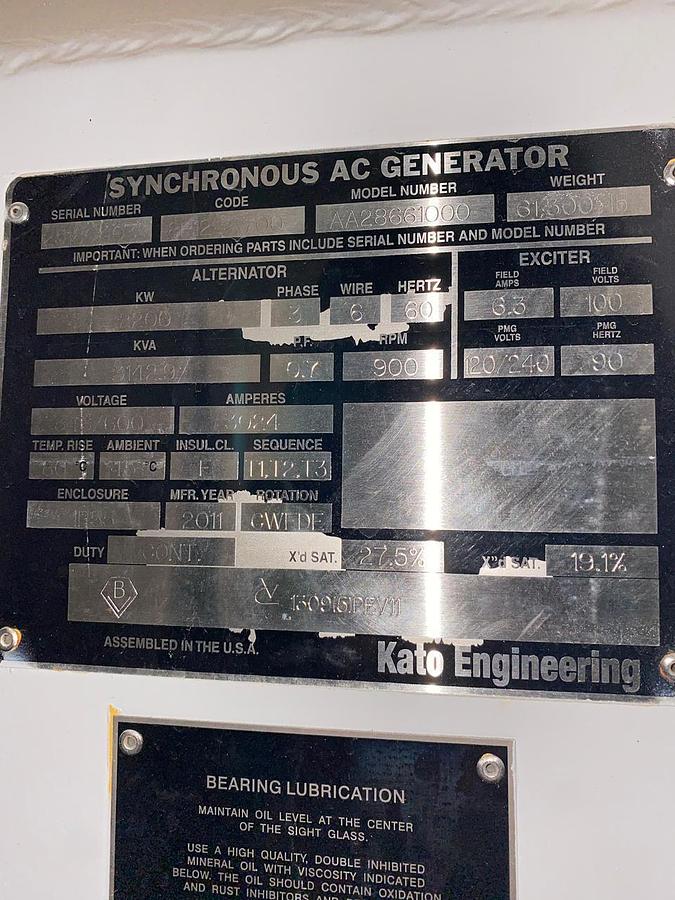 SYNCHRONOUS AC GENERATOR
SERIAL NUMBER CODE MODEL NUMBER WEIGHT
AA28661000
IMPORTANT: WHEN ORDERING PARTS INCLUDE SERIAL NUMBER AND MODEL NUMBER
ALTERNATOR EXCITER
KW PHASE WIRE HERTZ FIELD AMPS FIELD VOLTS
3 6 60 6.3 100
KVA P.F. RPM PMG VOLTS PMG HERTZ
0.7 900 120/240 90
VOLTAGE AMPERES
600 3024
TEMP. RISE AMBIENT INSUL.CL. SEQUENCE
°C °C T1,T2,T3
ENCLOSURE MFR. YEAR ROTATION
2011 CWFDE
DUTY CONT. X'd SAT. 27.5% X"d SAT. 19.1%
B
ASSEMBLED IN THE U.S.A. Kato Engineering
BEARING LUBRICATION
MAINTAIN OIL LEVEL AT THE CENTER
OF THE SIGHT GLASS.
USE A HIGH QUALITY, DOUBLE INHIBITED
MINERAL OIL WITH VISCOSITY INDICATED
BELOW. THE OIL SHOULD CONTAIN OXIDATION
AND RUST INHIBITORS AND